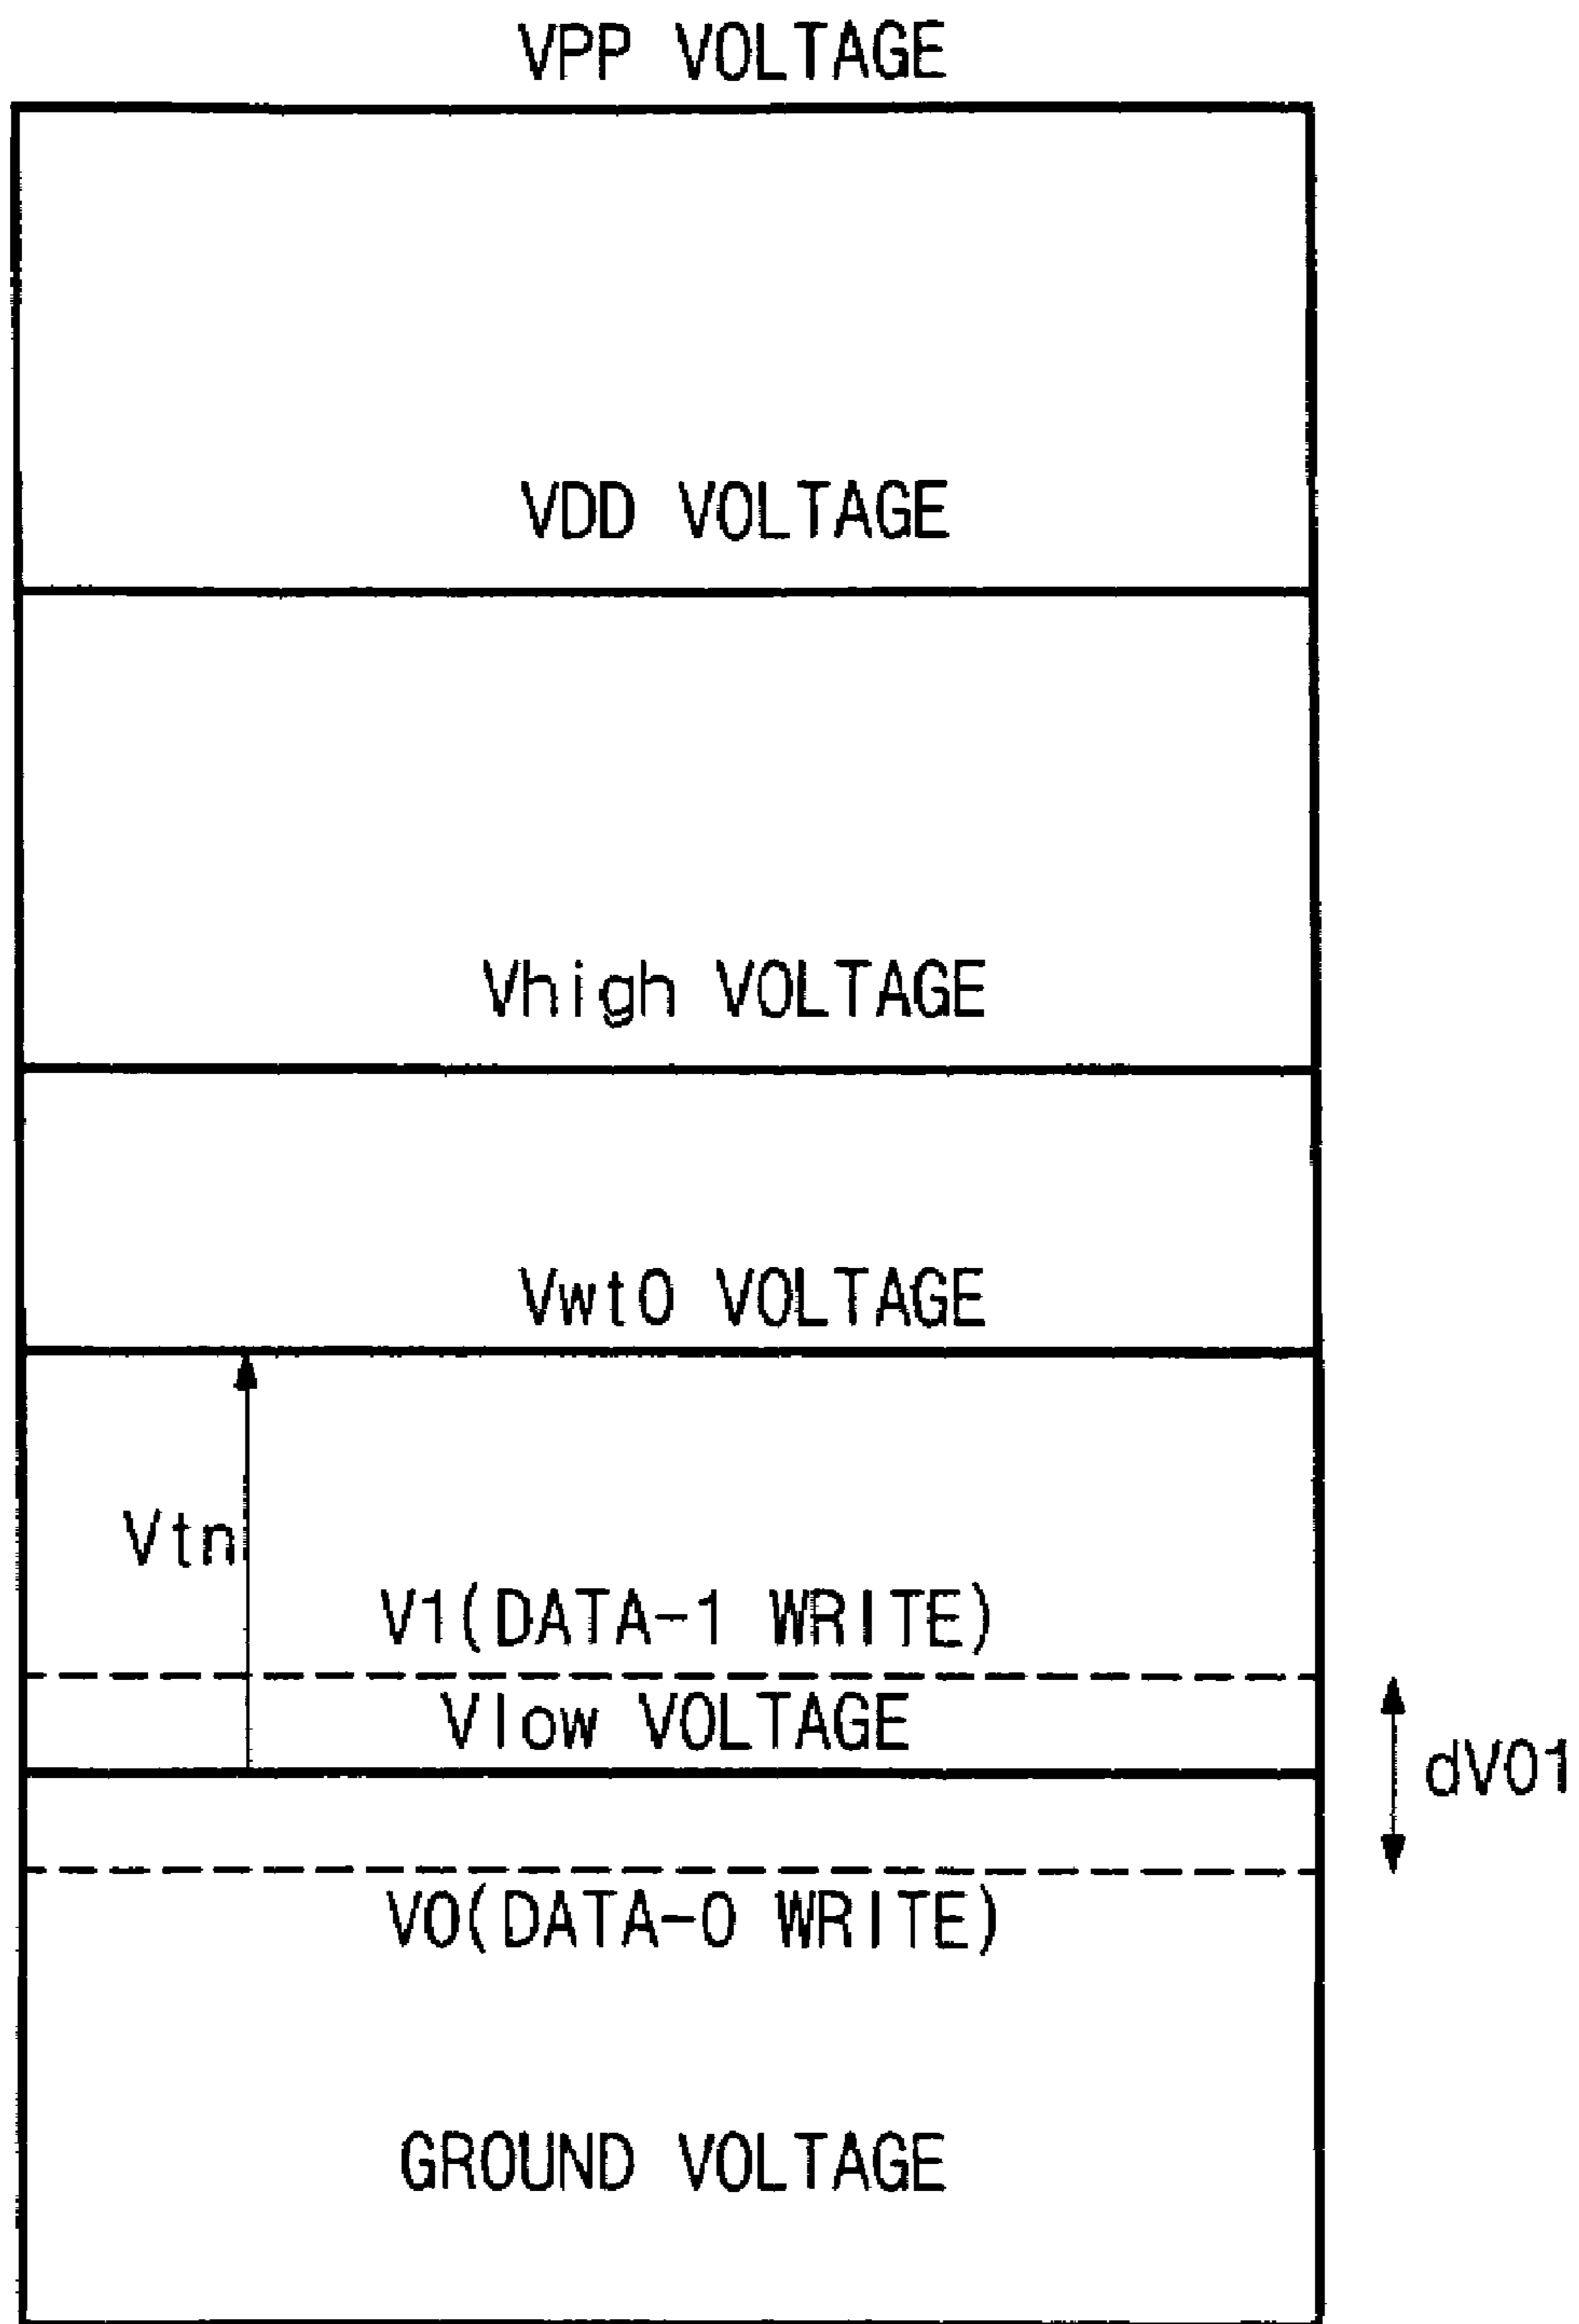 VPP VOLTAGE
VDD VOLTAGE
Vhigh VOLTAGE
Vwt0 VOLTAGE
Vtn
V1(DATA-1 WRITE)
Vlow VOLTAGE
dV01
V0(DATA-0 WRITE)
GROUND VOLTAGE